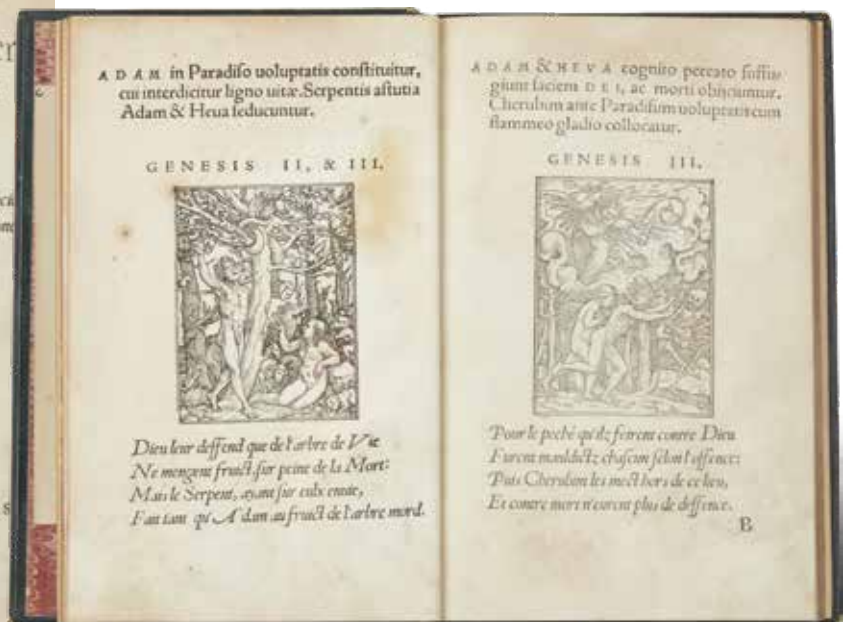 ADAM in Paradiſo uoluptatis conſtituitur,
cui interdicitur ligno uitæ. Serpentis aſtutia
Adam & Heua ſeducuntur.
GENESIS II, & III.
Dieu leur deffend que de l'arbre de Vie
Ne mengent fruict ſur peine de la Mort:
Mais le Serpent, ayant ſur eulx enuie,
Faict tant qu'Adam au fruict de l'arbre mord.
ADAM & HEVA cognito peccato ſuffu
giunt faciem DEI, ac morti obijciuntur.
Cherubim ante Paradiſum uoluptatis cum
flammeo gladio collocatur.
GENESIS III.
Pour le peché qu'ilz feirent contre Dieu
Furent mauldictz chaſcun ſelon l'offence:
Puis Cherubin les mect hors de ce lieu,
Et contre mort n'eurent plus de deffence.
B